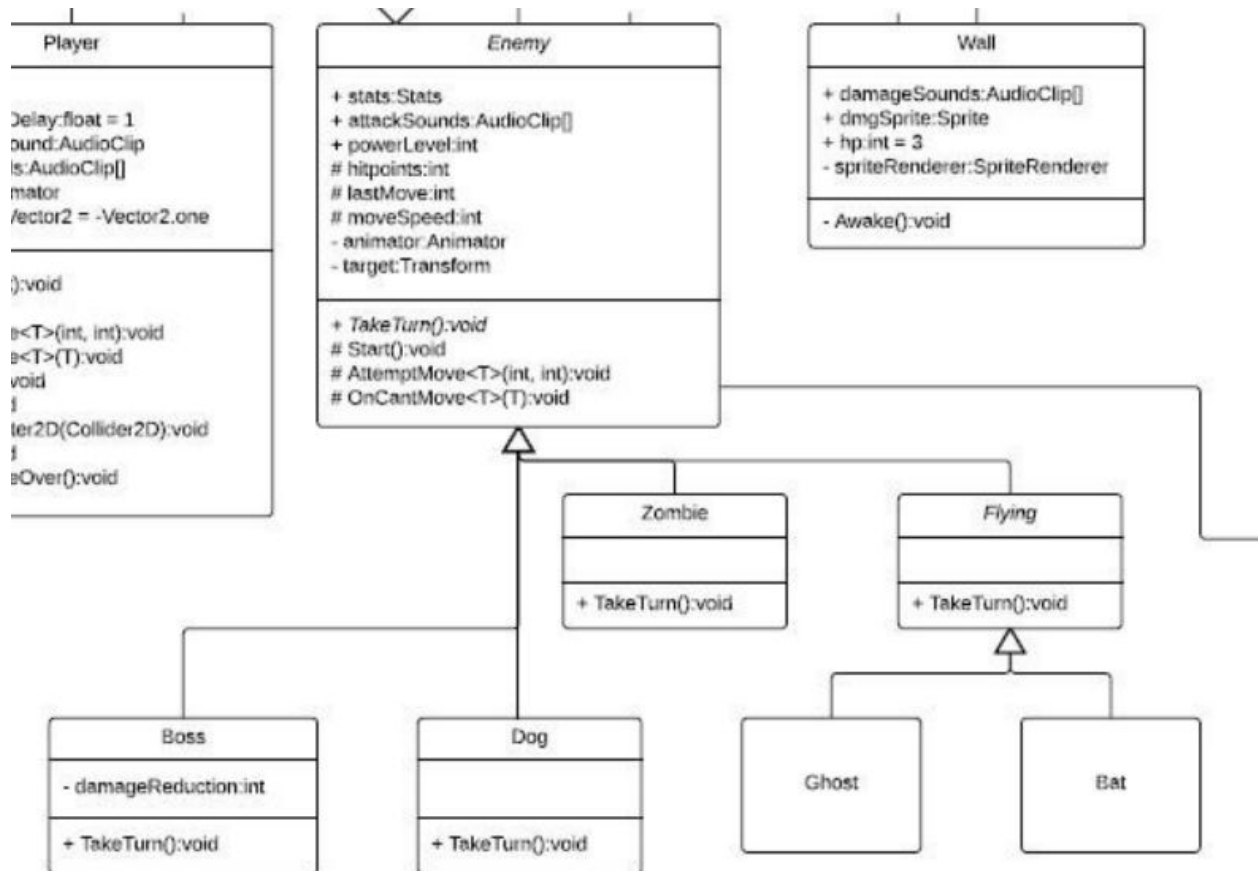 Player
Delay:float = 1
ound:AudioClip
ls:AudioClip[]
mator
Vector2 = -Vector2.one
):void
e<T>(int, int):void
e<T>(T):void
void
ter2D(Collider2D):void
eOver():void
Enemy
+ stats:Stats
+ attackSounds:AudioClip[]
+ powerLevel:int
# hitpoints:int
# lastMove:int
# moveSpeed:int
- animator:Animator
- target:Transform
+ TakeTurn():void
# Start():void
# AttemptMove<T>(int, int):void
# OnCantMove<T>(T):void
Wall
+ damageSounds:AudioClip[]
+ dmgSprite:Sprite
+ hp:int = 3
- spriteRenderer:SpriteRenderer
- Awake():void
Zombie
+ TakeTurn():void
Flying
+ TakeTurn():void
Boss
- damageReduction:int
+ TakeTurn():void
Dog
+ TakeTurn():void
Ghost
Bat